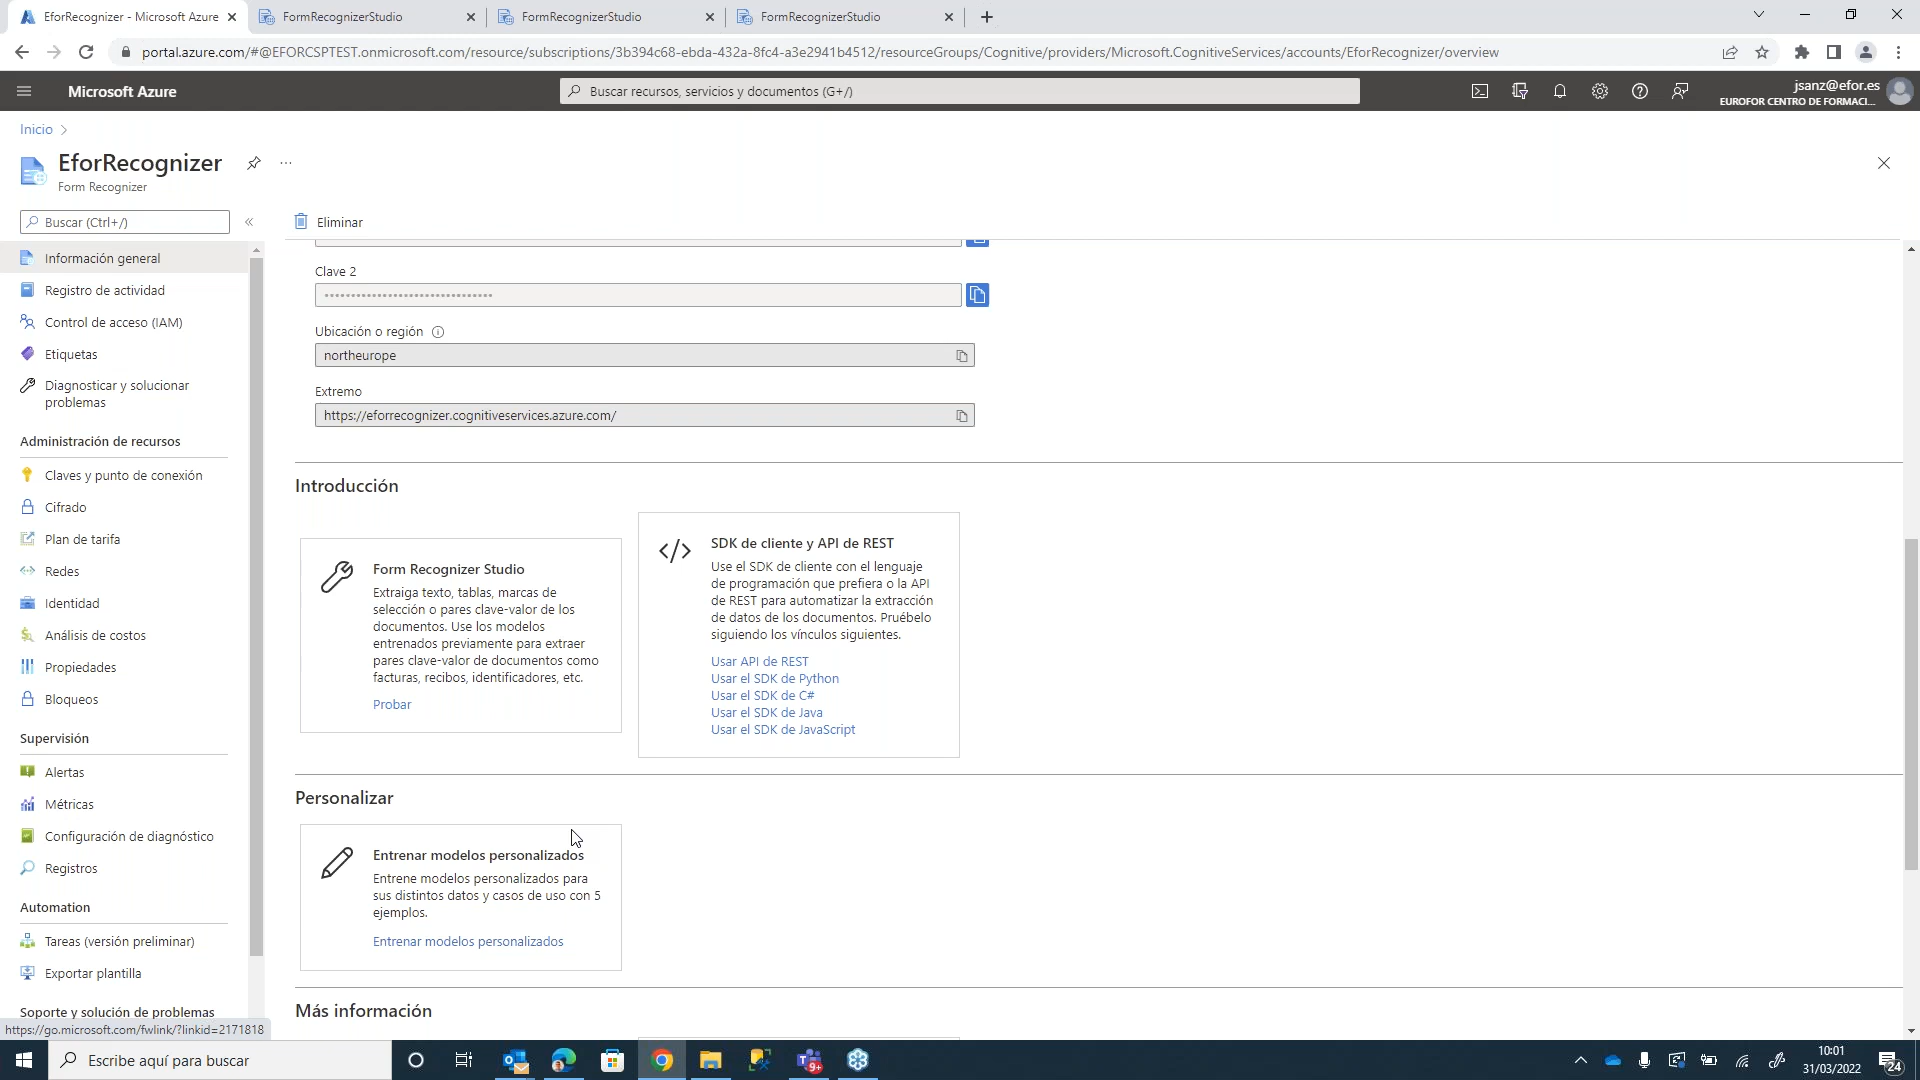 EforRecognizer - Microsoft Azure
FormRecognizerStudio
FormRecognizerStudio
FormRecognizerStudio
portal.azure.com/#@EFORCSPTEST.onmicrosoft.com/resource/subscriptions/3b394c68-ebda-432a-8fc4-a3e2941b4512/resourceGroups/Cognitive/providers/Microsoft.CognitiveServices/accounts/EforRecognizer/overview
Microsoft Azure
Buscar recursos, servicios y documentos (G+/)
jsanz@efor.es
EUROFOR CENTRO DE FORMACI...
Inicio
EforRecognizer
Form Recognizer
Buscar (Ctrl+/)
Información general
Registro de actividad
Control de acceso (IAM)
Etiquetas
Diagnosticar y solucionar
problemas
Administración de recursos
Claves y punto de conexión
Cifrado
Plan de tarifa
Redes
Identidad
Análisis de costos
Propiedades
Bloqueos
Supervisión
Alertas
Métricas
Configuración de diagnóstico
Registros
Automation
Tareas (versión preliminar)
Exportar plantilla
Soporte y solución de problemas
https://go.microsoft.com/fwlink/?linkid=2171818
Eliminar
Clave 2
Ubicación o región
northeurope
Extremo
https://eforrecognizer.cognitiveservices.azure.com/
Introducción
Form Recognizer Studio
Extraiga texto, tablas, marcas de
selección o pares clave-valor de los
documentos. Use los modelos
entrenados previamente para extraer
pares clave-valor de documentos como
facturas, recibos, identificadores, etc.
Probar
SDK de cliente y API de REST
Use el SDK de cliente con el lenguaje
de programación que prefiera o la API
de REST para automatizar la extracción
de datos de los documentos. Pruébelo
siguiendo los vínculos siguientes.
Usar API de REST
Usar el SDK de Python
Usar el SDK de C#
Usar el SDK de Java
Usar el SDK de JavaScript
Personalizar
Entrenar modelos personalizados
Entrene modelos personalizados para
sus distintos datos y casos de uso con 5
ejemplos.
Entrenar modelos personalizados
Más información
Escribe aquí para buscar
9+
10:01
31/03/2022
24